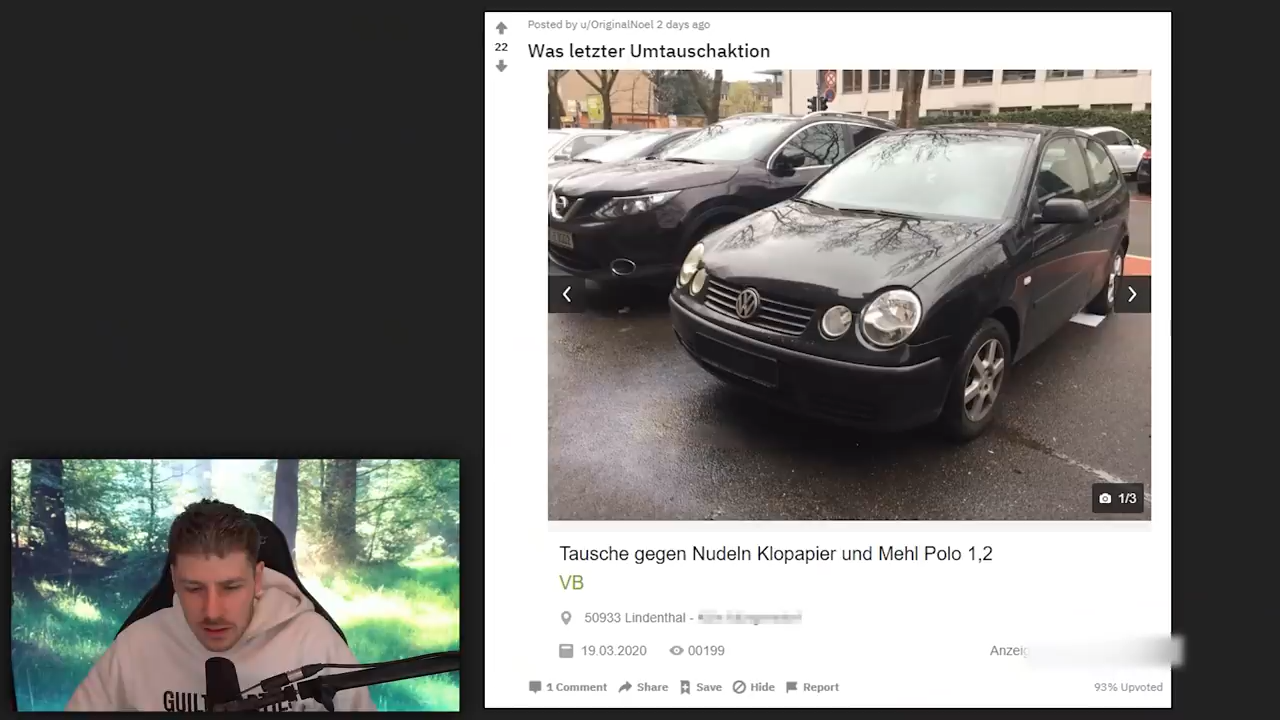 Posted by u/OriginalNoel 2 days ago
22
Was letzter Umtauschaktion
1/3
Tausche gegen Nudeln Klopapier und Mehl Polo 1,2
VB
50933 Lindenthal -
19.03.2020 00199
1 Comment Share Save Hide Report 93% Upvoted